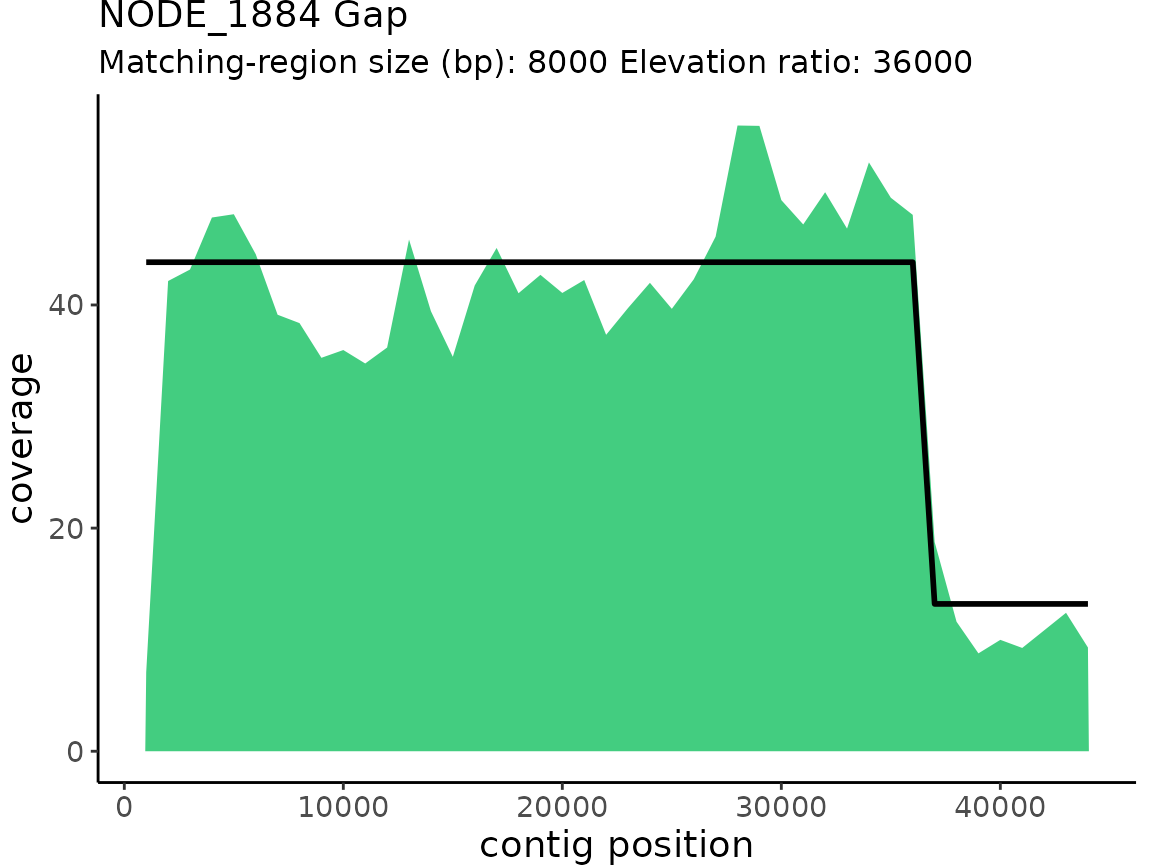 NODE_1884 Gap
Matching-region size (bp): 8000 Elevation ratio: 36000
coverage
40
20
0
0 10000 20000 30000 40000
contig position